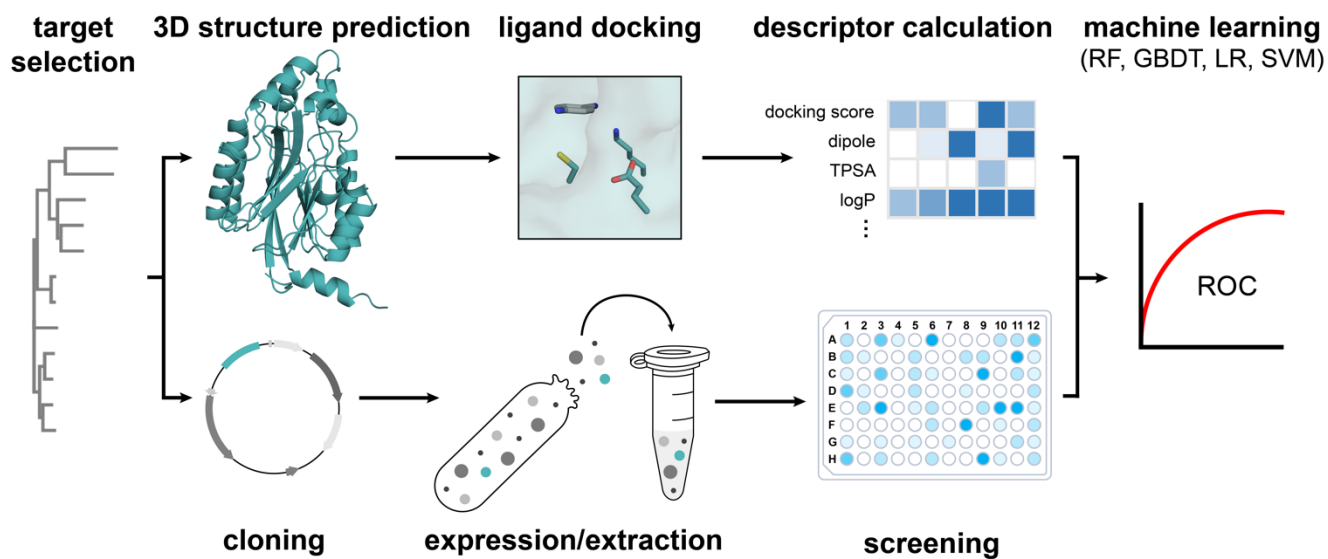 target
selection
3D structure prediction
ligand docking
descriptor calculation
machine learning
(RF, GBDT, LR, SVM)
docking score
dipole
TPSA
logP
⋮
ROC
1 2 3 4 5 6 7 8 9 10 11 12
A
B
C
D
E
F
G
H
cloning
expression/extraction
screening